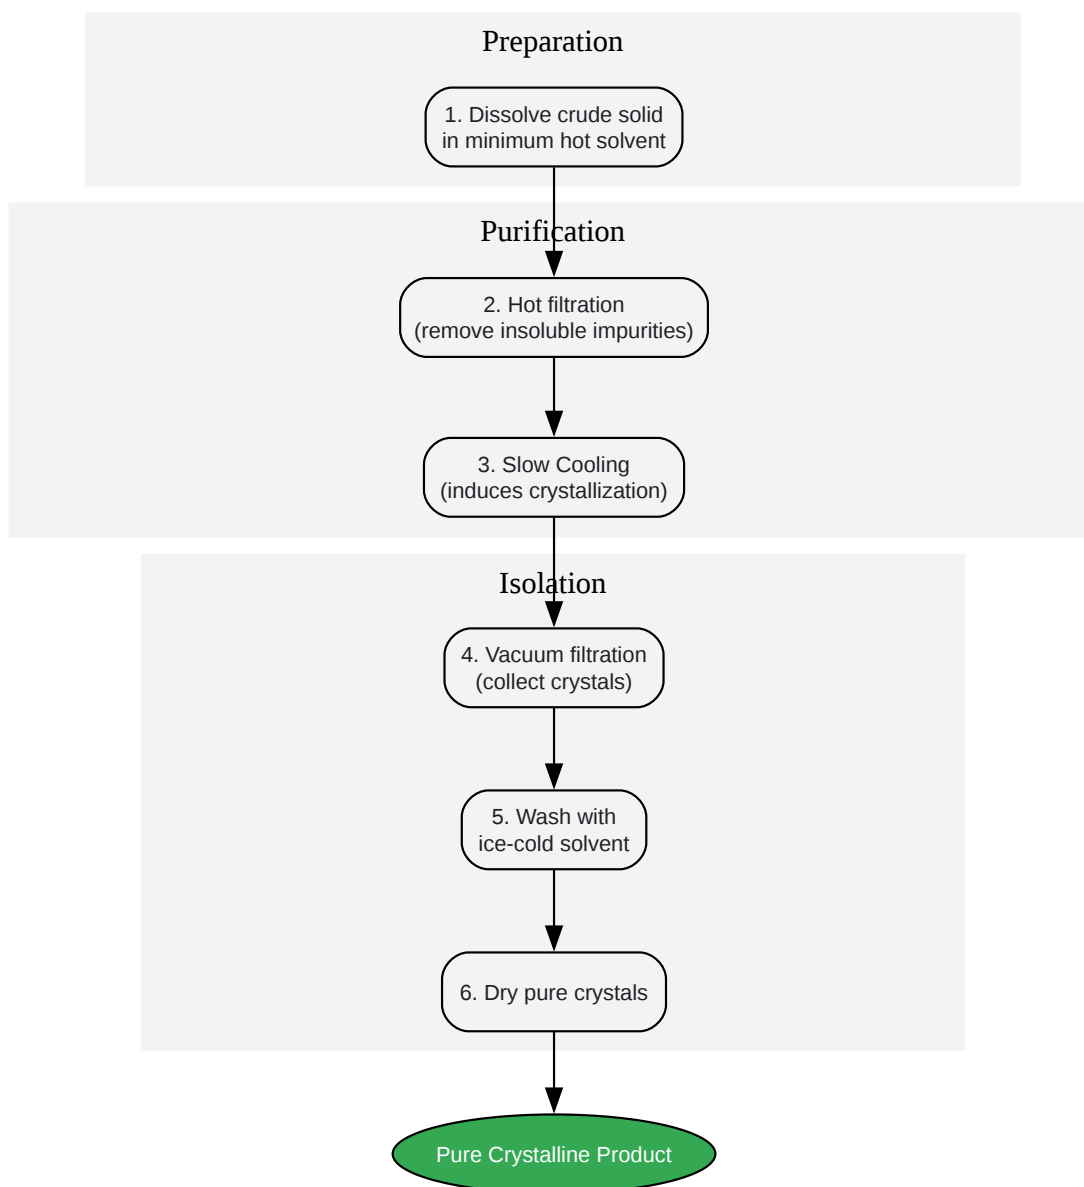 Preparation
1. Dissolve crude solid
in minimum hot solvent
Purification
2. Hot filtration
(remove insoluble impurities)
3. Slow Cooling
(induces crystallization)
Isolation
4. Vacuum filtration
(collect crystals)
5. Wash with
ice-cold solvent
6. Dry pure crystals
Pure Crystalline Product